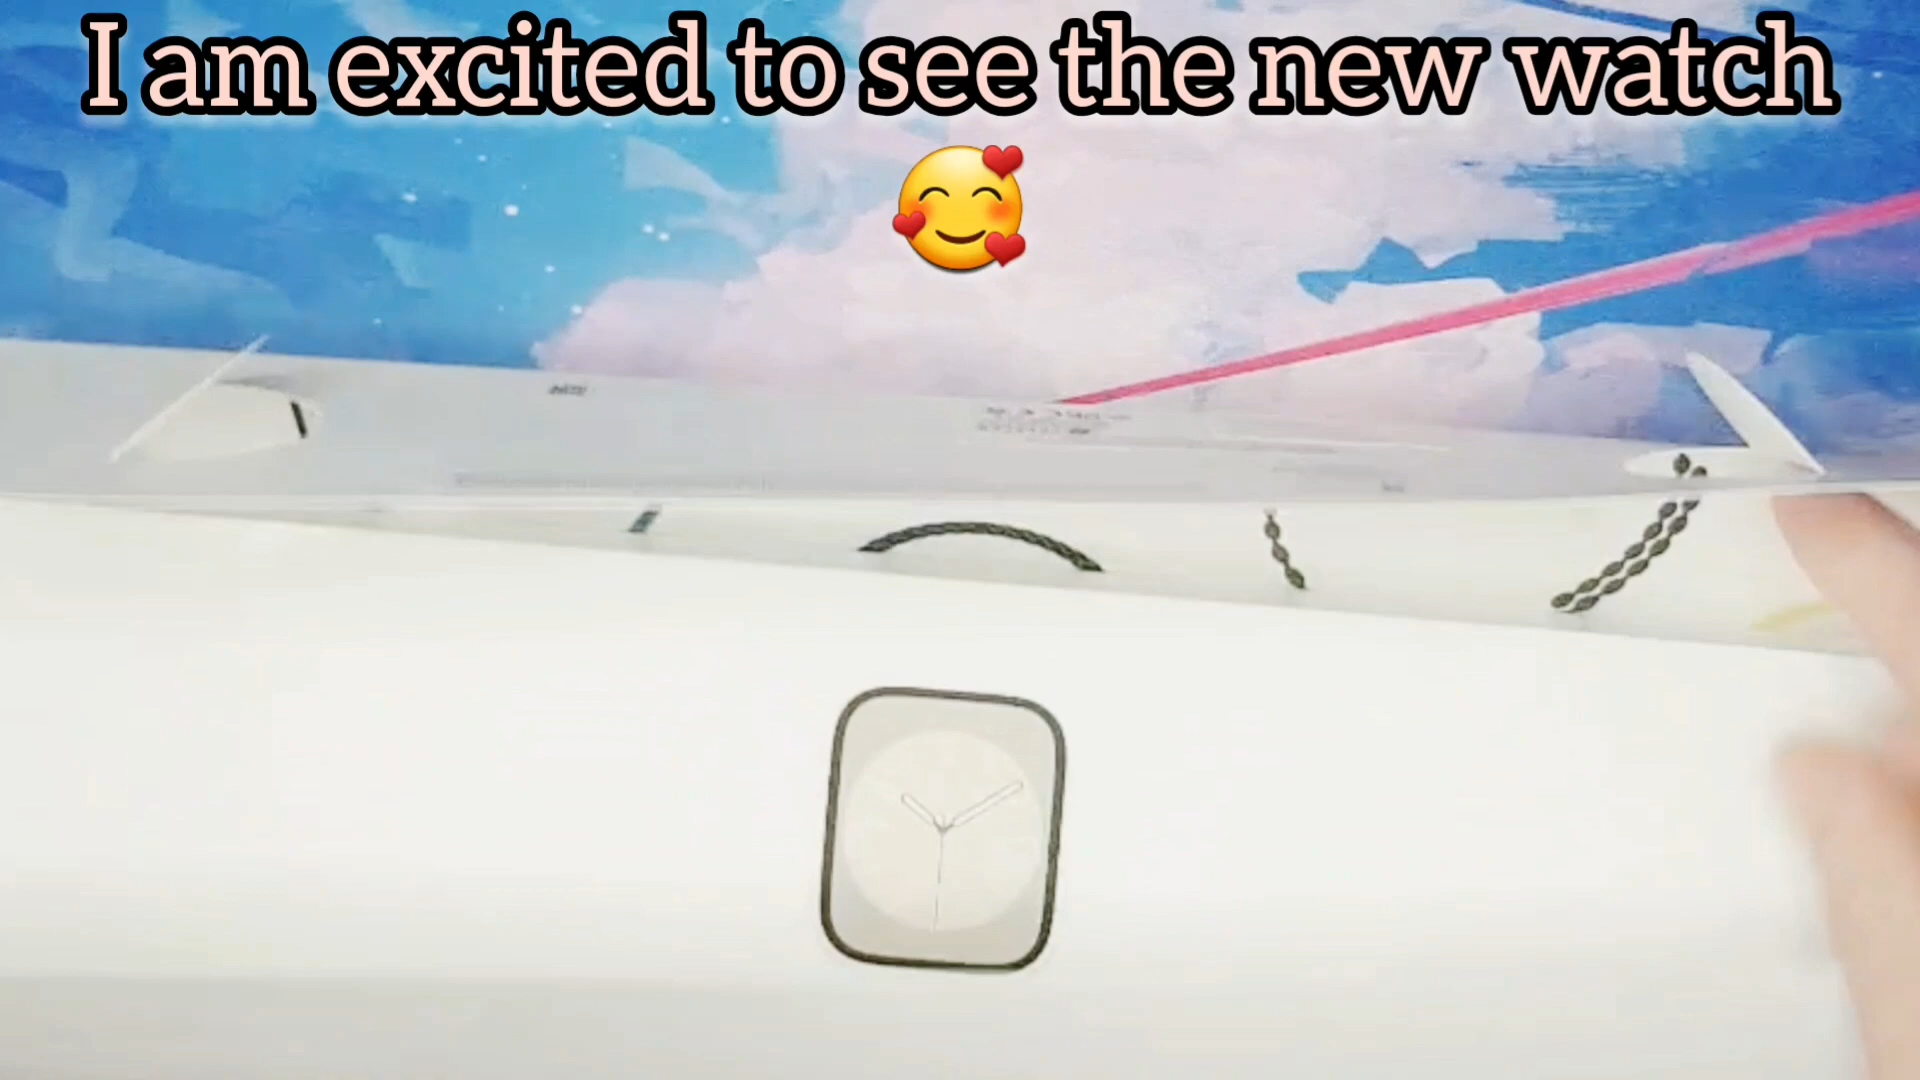 I am excited to see the new watch
🥰